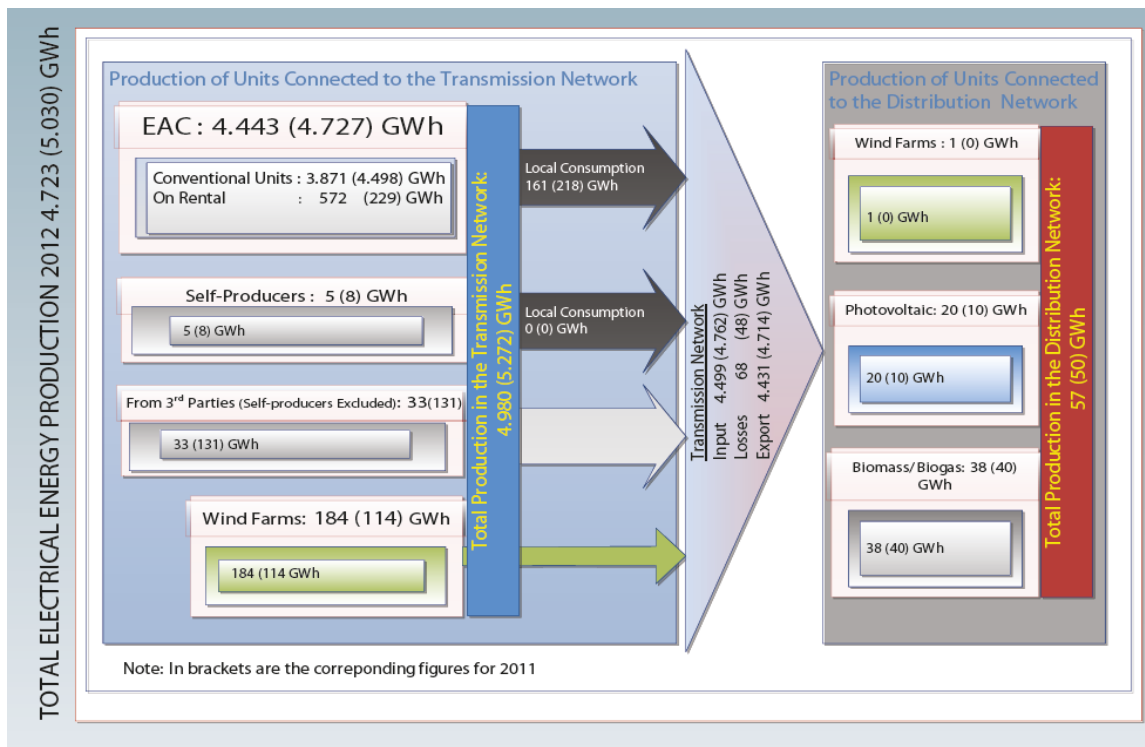 TOTAL ELECTRICAL ENERGY PRODUCTION 2012 4.723 (5.030) GWh
Production of Units Connected to the Transmission Network
EAC : 4.443 (4.727) GWh
Conventional Units : 3.871 (4.498) GWh
On Rental : 572 (229) GWh
Self-Producers : 5 (8) GWh
5 (8) GWh
From 3rd Parties (Self-producers Excluded): 33(131)
33 (131) GWh
Wind Farms: 184 (114) GWh
184 (114 GWh
Total Production in the Transmission Network:
4.980 (5.272) GWh
Local Consumption
161 (218) GWh
Local Consumption
0 (0) GWh
Transmission Network
Input 4.499 (4.762) GWh
Losses 68 (48) GWh
Export 4.431 (4.714) GWh
Production of Units Connected
to the Distribution Network
Wind Farms : 1 (0) GWh
1 (0) GWh
Photovoltaic: 20 (10) GWh
20 (10) GWh
Biomass/Biogas: 38 (40)
GWh
38 (40) GWh
Total Production in the Distribution Network:
57 (50) GWh
Note: In brackets are the correponding figures for 2011